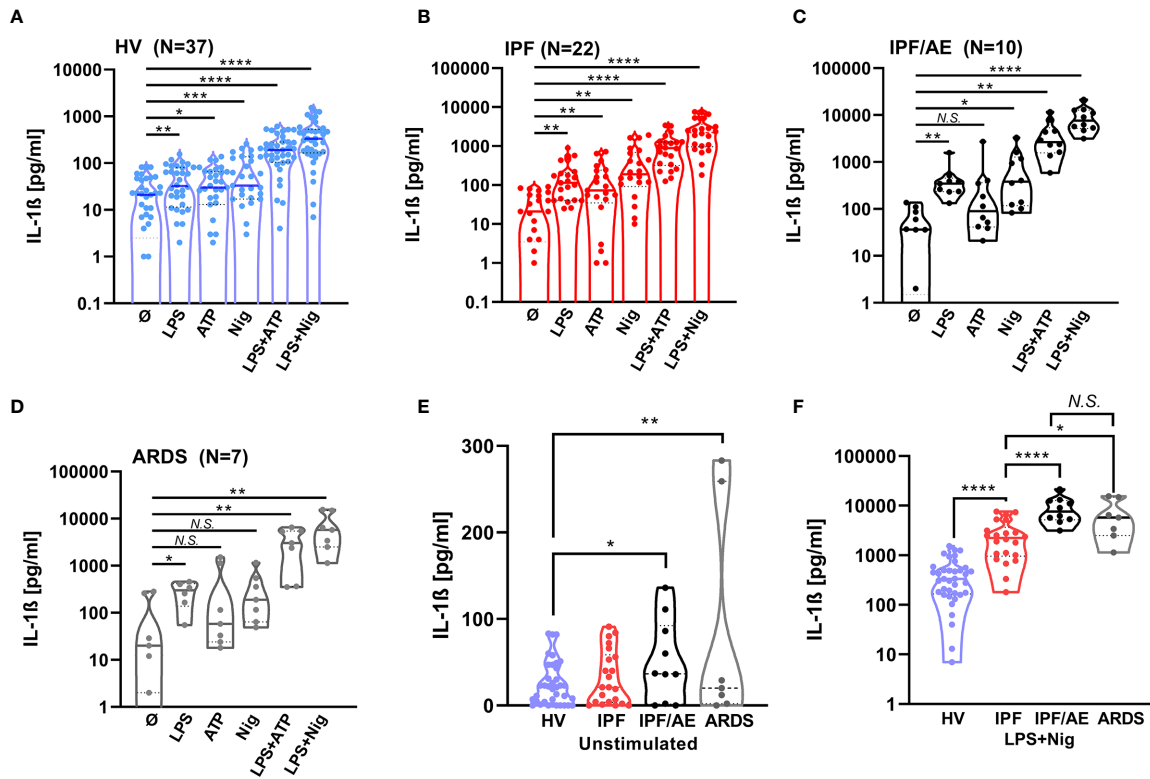 A
HV (N=37)
****
****
***
*
**
10000
1000
100
10
1
0.1
IL-1ß [pg/ml]
Ø
LPS
ATP
Nig
LPS+ATP
LPS+Nig
B
IPF (N=22)
****
****
**
**
**
100000
10000
1000
100
10
1
0.1
IL-1ß [pg/ml]
Ø
LPS
ATP
Nig
LPS+ATP
LPS+Nig
C
IPF/AE (N=10)
****
**
*
N.S.
**
100000
10000
1000
100
10
1
IL-1ß [pg/ml]
Ø
LPS
ATP
Nig
LPS+ATP
LPS+Nig
D
ARDS (N=7)
**
**
N.S.
N.S.
*
100000
10000
1000
100
10
1
IL-1ß [pg/ml]
Ø
LPS
ATP
Nig
LPS+ATP
LPS+Nig
E
**
*
300
200
100
0
IL-1ß [pg/ml]
HV IPF IPF/AE ARDS
Unstimulated
F
N.S.
*
****
****
100000
10000
1000
100
10
1
IL-1ß [pg/ml]
HV IPF IPF/AE ARDS
LPS+Nig